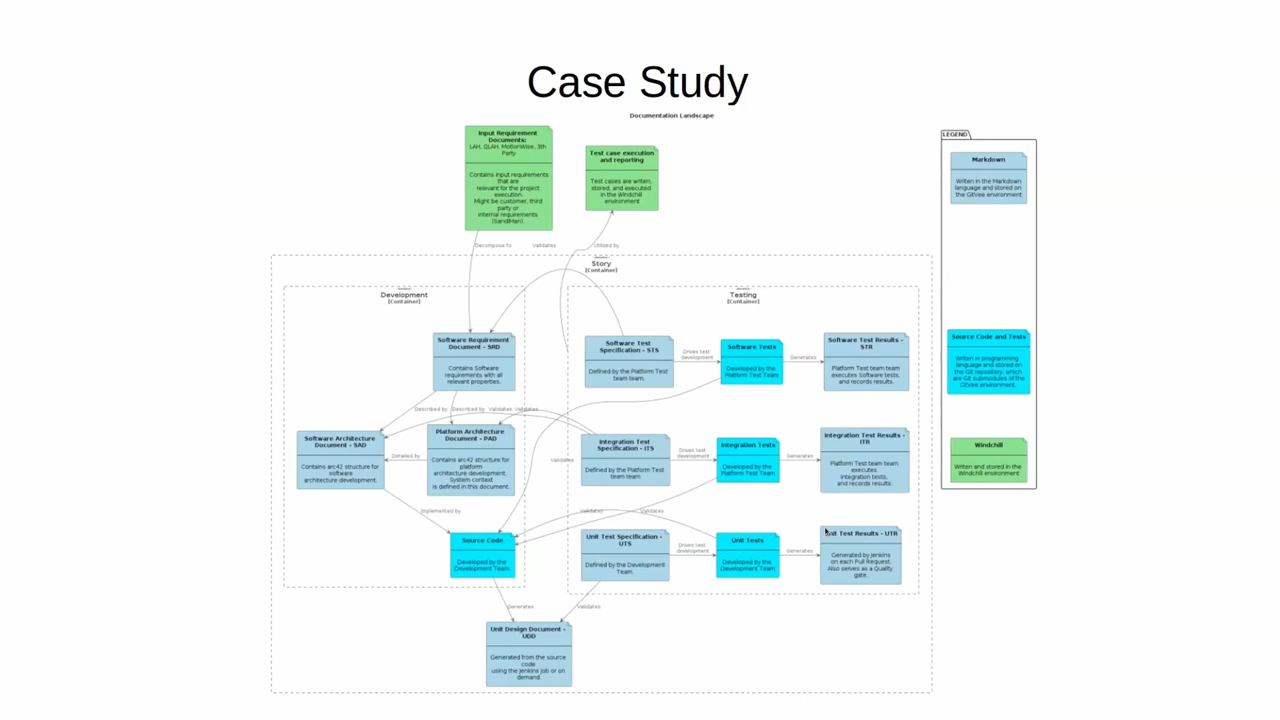 Case Study
Documentation Landscape
Input Requirement
Documents:
LAH, QLAH, MotionWise, 3th
Party
Contains input requirements
that are
relevant for the project
execution.
Might be customer, third
party or
internal requirements
(SandMan).
Test case execution
and reporting
Test cases are writen,
stored, and executed
in the Windchill
environment
LEGEND
Markdown
Writen in the Markdown
language and stored on
the GitVee environment
Source Code and Tests
Writen in programming
language and stored on
the Git repository, which
are Git submodules of the
GitVee environment.
Windchill
Writen and stored in the
Windchill environment
Decompose to
Validates
Utilized by
Story
[Container]
Development
[Container]
Testing
[Container]
Software Requirement
Document - SRD
Contains Software
requirements with all
relevant properties.
Software Test
Specification - STS
Defined by the Platform Test
team team.
Drives test
development
Software Tests
Developed by the
Platform Test Team
Generates
Software Test Results -
STR
Platform Test team team
executes Software tests,
and records results.
Described by
Described by
Validates
Validates
Software Architecture
Document - SAD
Contains arc42 structure for
software
architecture development.
Detailed by
Platform Architecture
Document - PAD
Contains arc42 structure for
platform
architecture development.
System context
is defined in this document.
Validates
Integration Test
Specification - ITS
Defined by the Platform Test
team team.
Drives test
development
Integration Tests
Developed by the
Platform Test Team
Generates
Integration Test Results -
ITR
Platform Test team team
executes
integration tests,
and records results.
Implemented by
Validates
Validates
Source Code
Developed by the
Development Team
Unit Test Specification -
UTS
Defined by the Development
Team.
Drives test
development
Unit Tests
Developed by the
Development Team
Generates
Unit Test Results - UTR
Generated by Jenkins
on each Pull Request.
Also serves as a Quality
gate.
Generates
Validates
Unit Design Document -
UDD
Generated from the source
code
using the Jenkins job or on
demand.